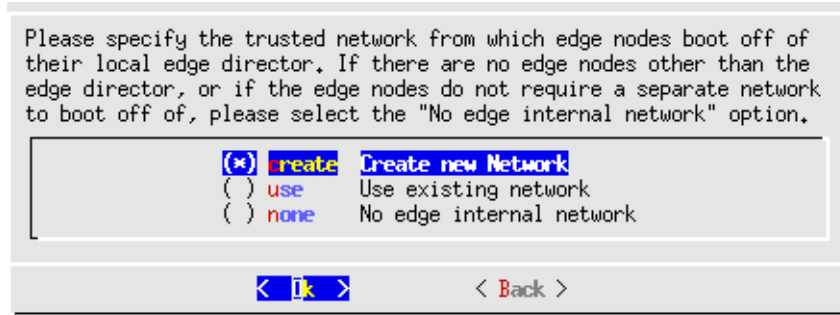 Please specify the trusted network from which edge nodes boot off of
their local edge director. If there are no edge nodes other than the
edge director, or if the edge nodes do not require a separate network
to boot off of, please select the "No edge internal network" option.
(*) create Create new Network
( ) use Use existing network
( ) none No edge internal network
< Ok > < Back >